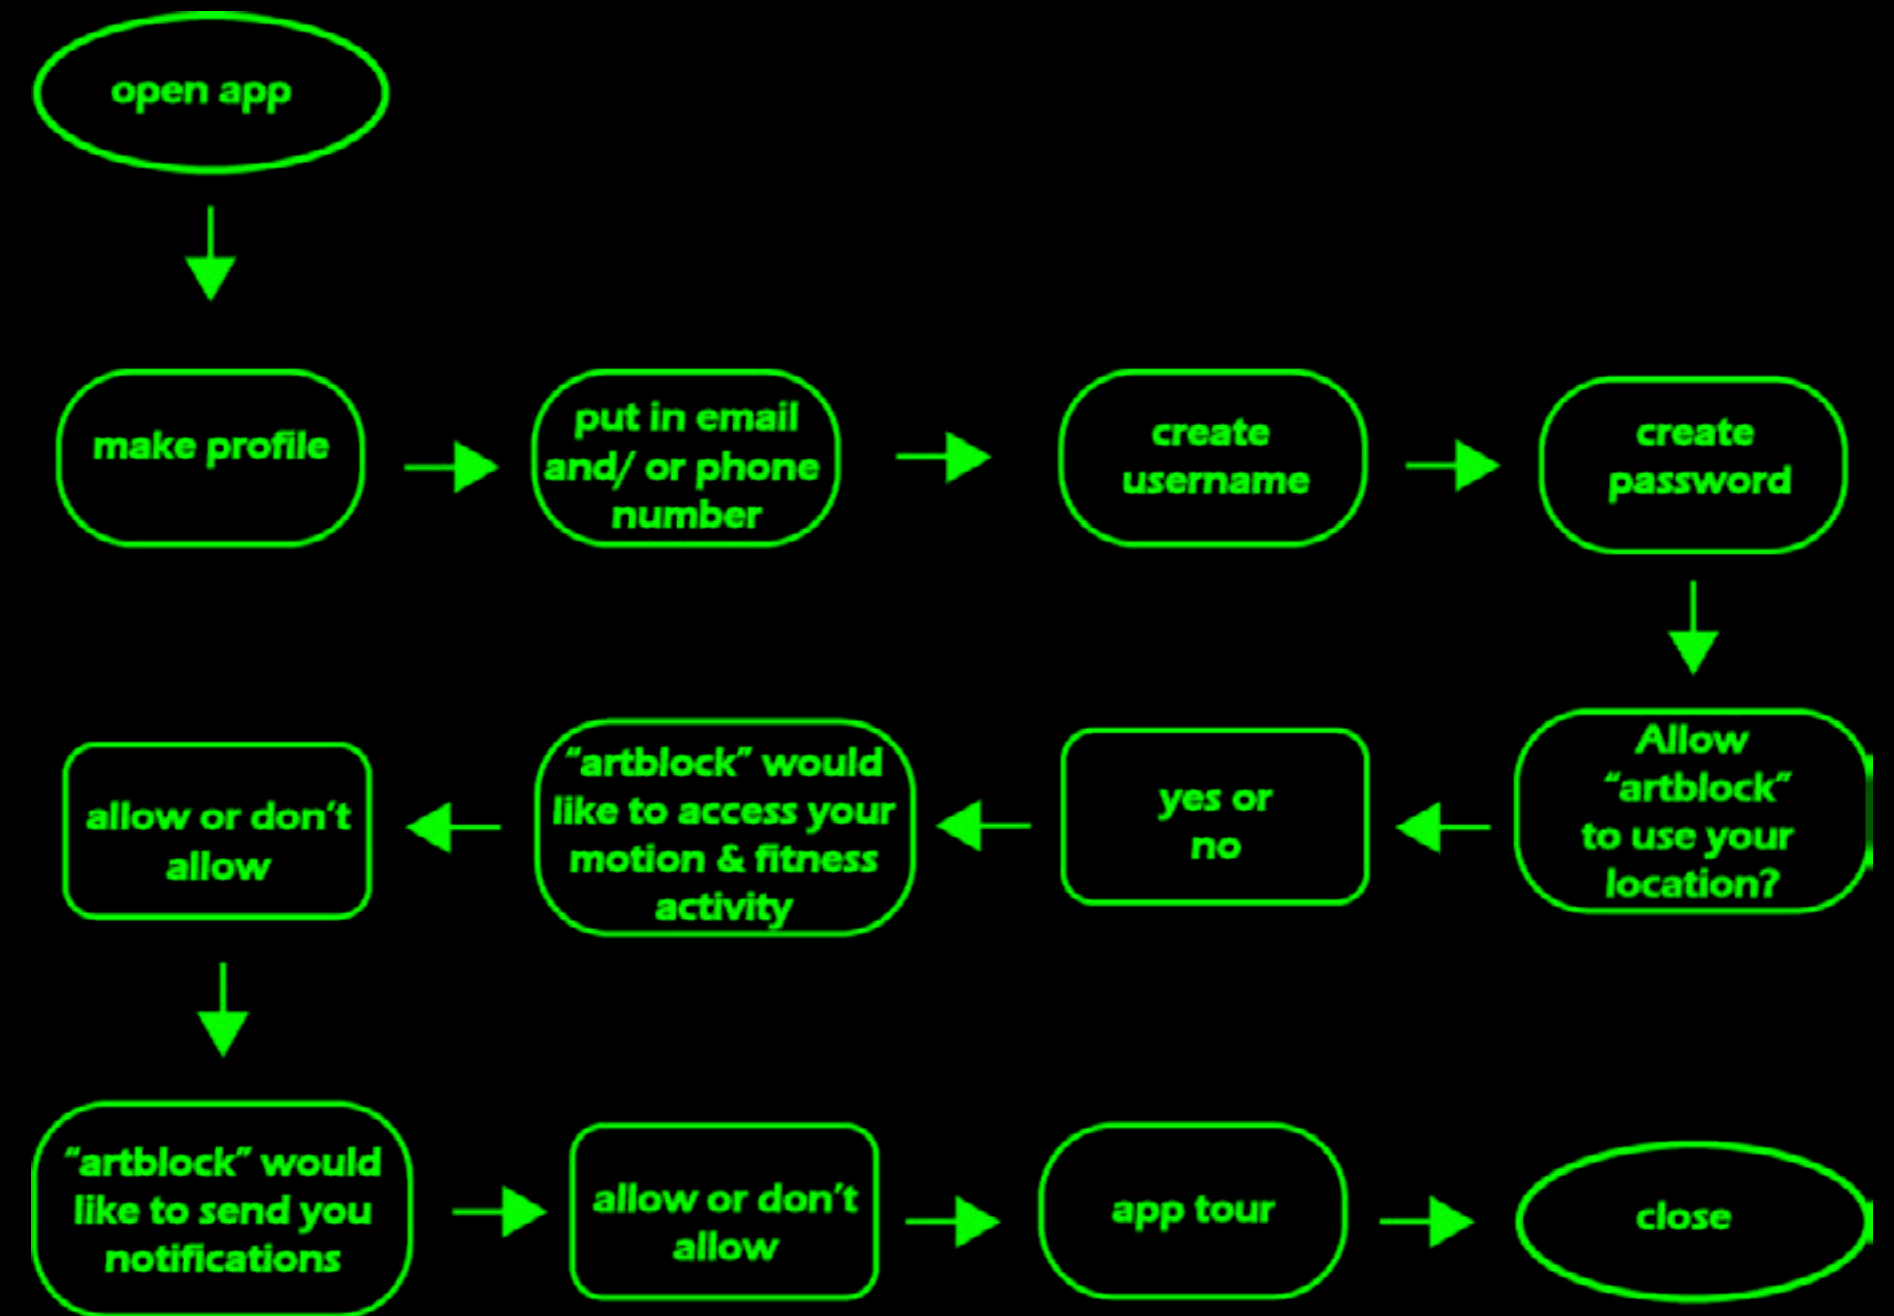 open app
make profile
put in email
and/ or phone
number
create
username
create
password
Allow
“artblock”
to use your
location?
yes or
no
“artblock” would
like to access your
motion & fitness
activity
allow or don’t
allow
“artblock” would
like to send you
notifications
allow or don’t
allow
app tour
close